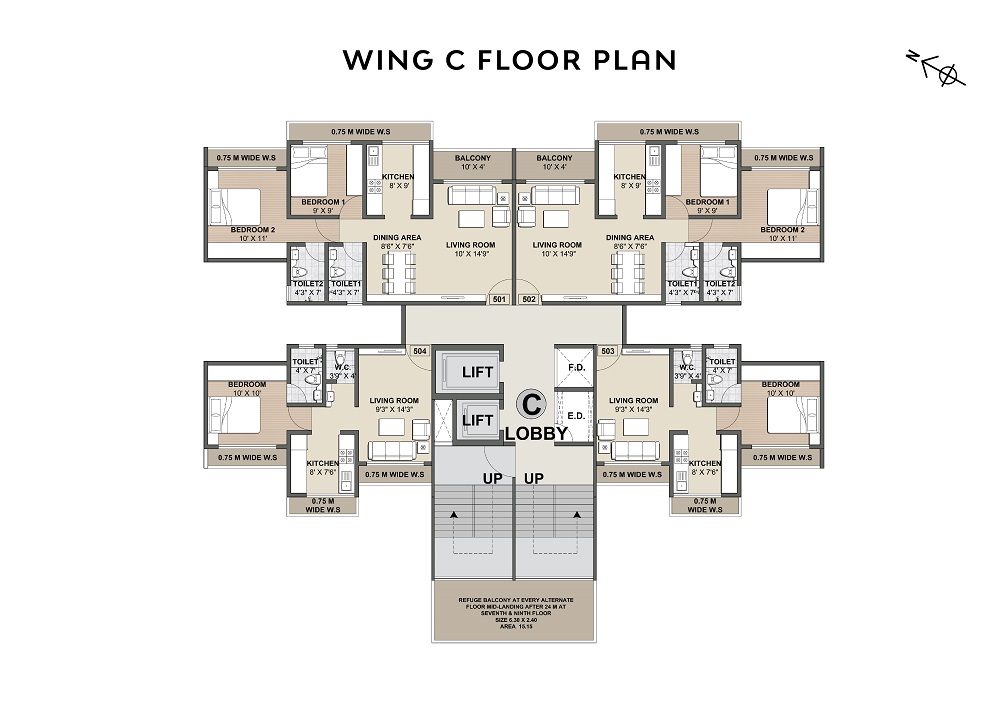 WING C FLOOR PLAN
N
0.75 M WIDE W.S
0.75 M WIDE W.S
0.75 M WIDE W.S
BALCONY
10' X 4'
BALCONY
10' X 4'
0.75 M WIDE W.S
KITCHEN
8' X 9'
KITCHEN
8' X 9'
BEDROOM 1
9' X 9'
BEDROOM 1
9' X 9'
BEDROOM 2
10' X 11'
BEDROOM 2
10' X 11'
DINING AREA
8'6" X 7'6"
LIVING ROOM
10' X 14'9"
LIVING ROOM
10' X 14'9"
DINING AREA
8'6" X 7'6"
TOILET2
4'3" X 7'
TOILET1
4'3" X 7'
TOILET1
4'3" X 7'
TOILET2
4'3" X 7'
501
502
504
503
TOILET
4' X 7'
W.C.
3'9" X 4'
LIFT
F.D.
W.C.
3'9" X 4'
TOILET
4' X 7'
BEDROOM
10' X 10'
BEDROOM
10' X 10'
LIVING ROOM
9'3" X 14'3"
LIVING ROOM
9'3" X 14'3"
C
LIFT
E.D.
LOBBY
0.75 M WIDE W.S
KITCHEN
8' X 7'6"
0.75 M WIDE W.S
UP
UP
0.75 M WIDE W.S
KITCHEN
8' X 7'6"
0.75 M WIDE W.S
0.75 M
WIDE W.S
0.75 M
WIDE W.S
REFUGE BALCONY AT EVERY ALTERNATE
FLOOR MID-LANDING AFTER 24 M AT
SEVENTH & NINTH FLOOR
SIZE 6.30 X 2.40
AREA 15.15